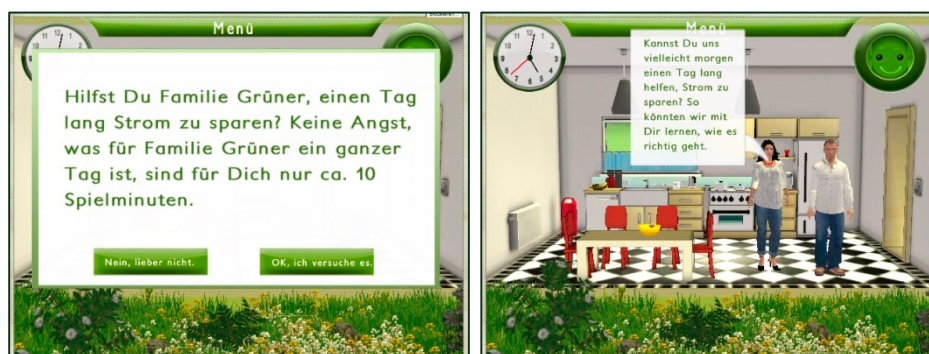 Menü
Hilfst Du Familie Grüner, einen Tag
lang Strom zu sparen? Keine Angst,
was für Familie Grüner ein ganzer
Tag ist, sind für Dich nur ca. 10
Spielminuten.
Nein, lieber nicht.
OK, ich versuche es.
Menü
Kannst Du uns
vielleicht morgen
einen Tag lang
helfen, Strom zu
sparen? So
könnten wir mit
Dir lernen, wie es
richtig geht.